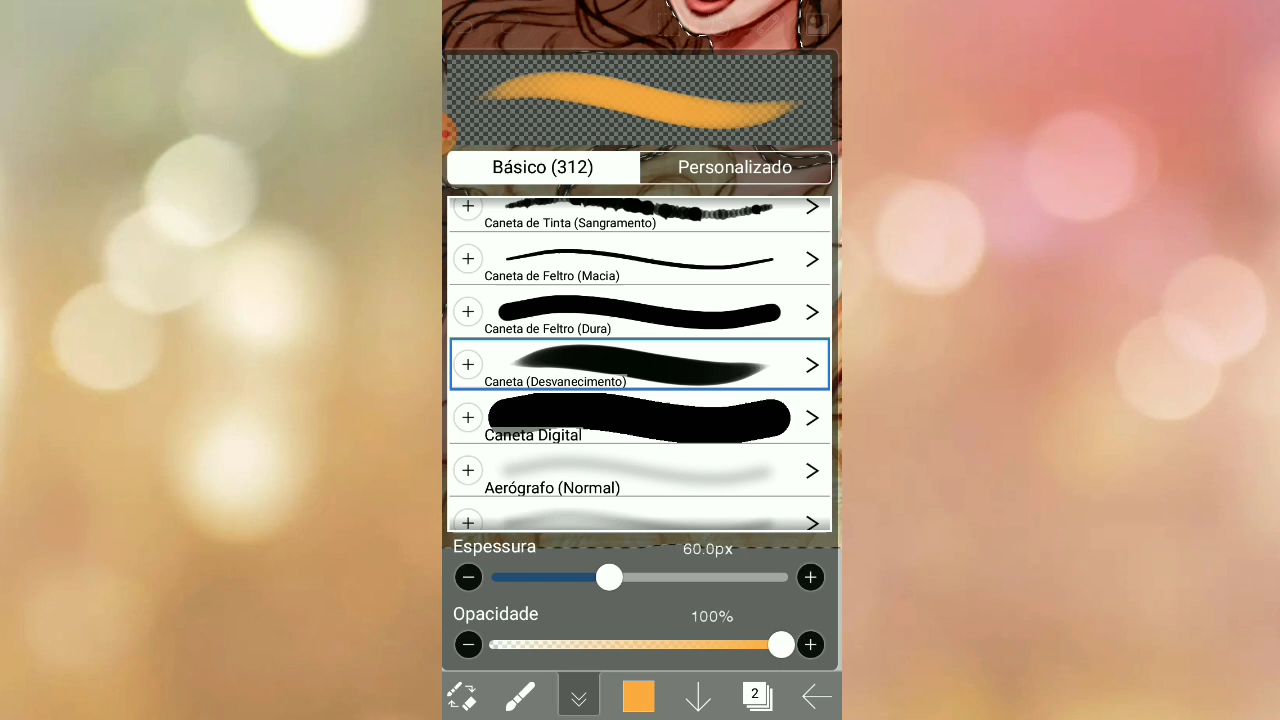 Básico (312)
Personalizado
Caneta de Tinta (Sangramento)
Caneta de Feltro (Macia)
Caneta de Feltro (Dura)
Caneta (Desvanecimento)
Caneta Digital
Aerógrafo (Normal)
Espessura 60.0px
Opacidade 100%
2